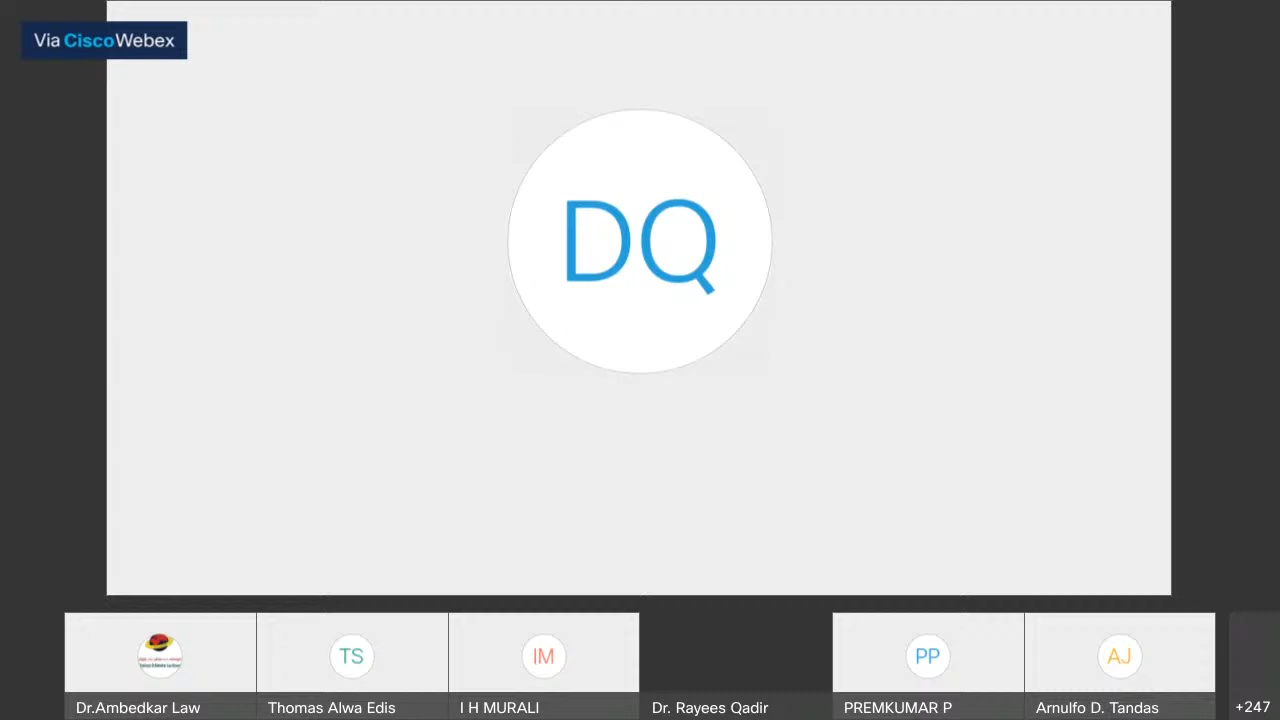 Via CiscoWebex
DQ
TS
IM
PP
AJ
Dr.Ambedkar Law
Thomas Alwa Edis
I H MURALI
Dr. Rayees Qadir
PREMKUMAR P
Arnulfo D. Tandas
+247